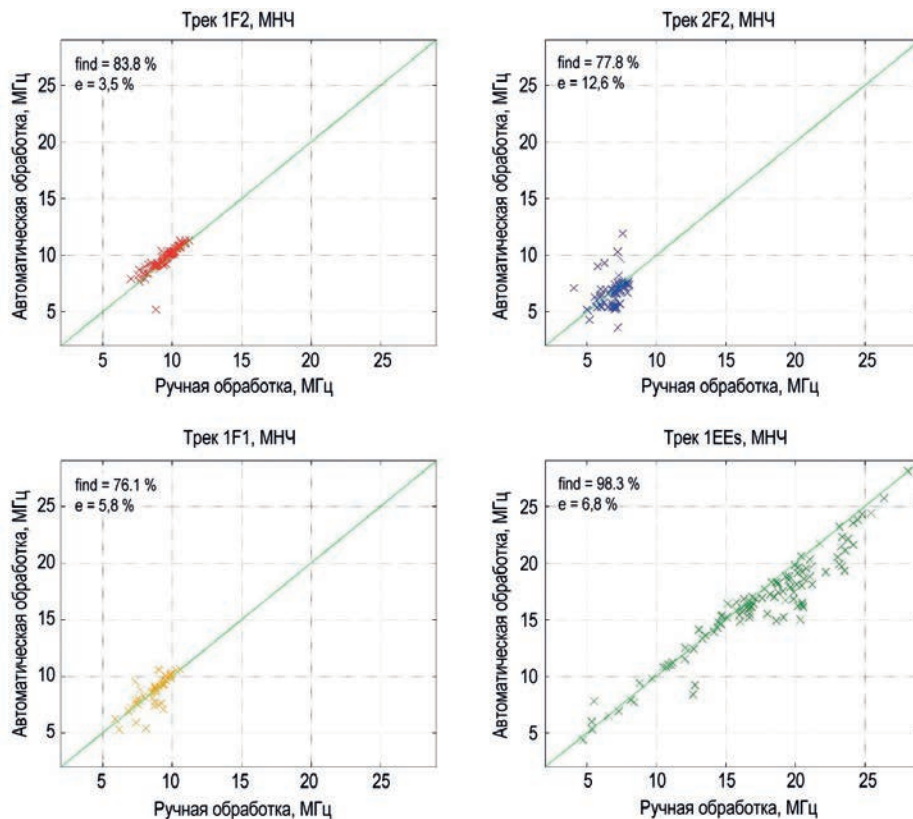 Трек 1F2, МНЧ
find = 83.8 %
e = 3,5 %
25
20
15
10
5
5 10 15 20 25
Автоматическая обработка, МГц
Ручная обработка, МГц
Трек 2F2, МНЧ
find = 77.8 %
e = 12,6 %
25
20
15
10
5
5 10 15 20 25
Автоматическая обработка, МГц
Ручная обработка, МГц
Трек 1F1, МНЧ
find = 76.1 %
e = 5,8 %
25
20
15
10
5
5 10 15 20 25
Автоматическая обработка, МГц
Ручная обработка, МГц
Трек 1EEs, МНЧ
find = 98.3 %
e = 6,8 %
25
20
15
10
5
5 10 15 20 25
Автоматическая обработка, МГц
Ручная обработка, МГц